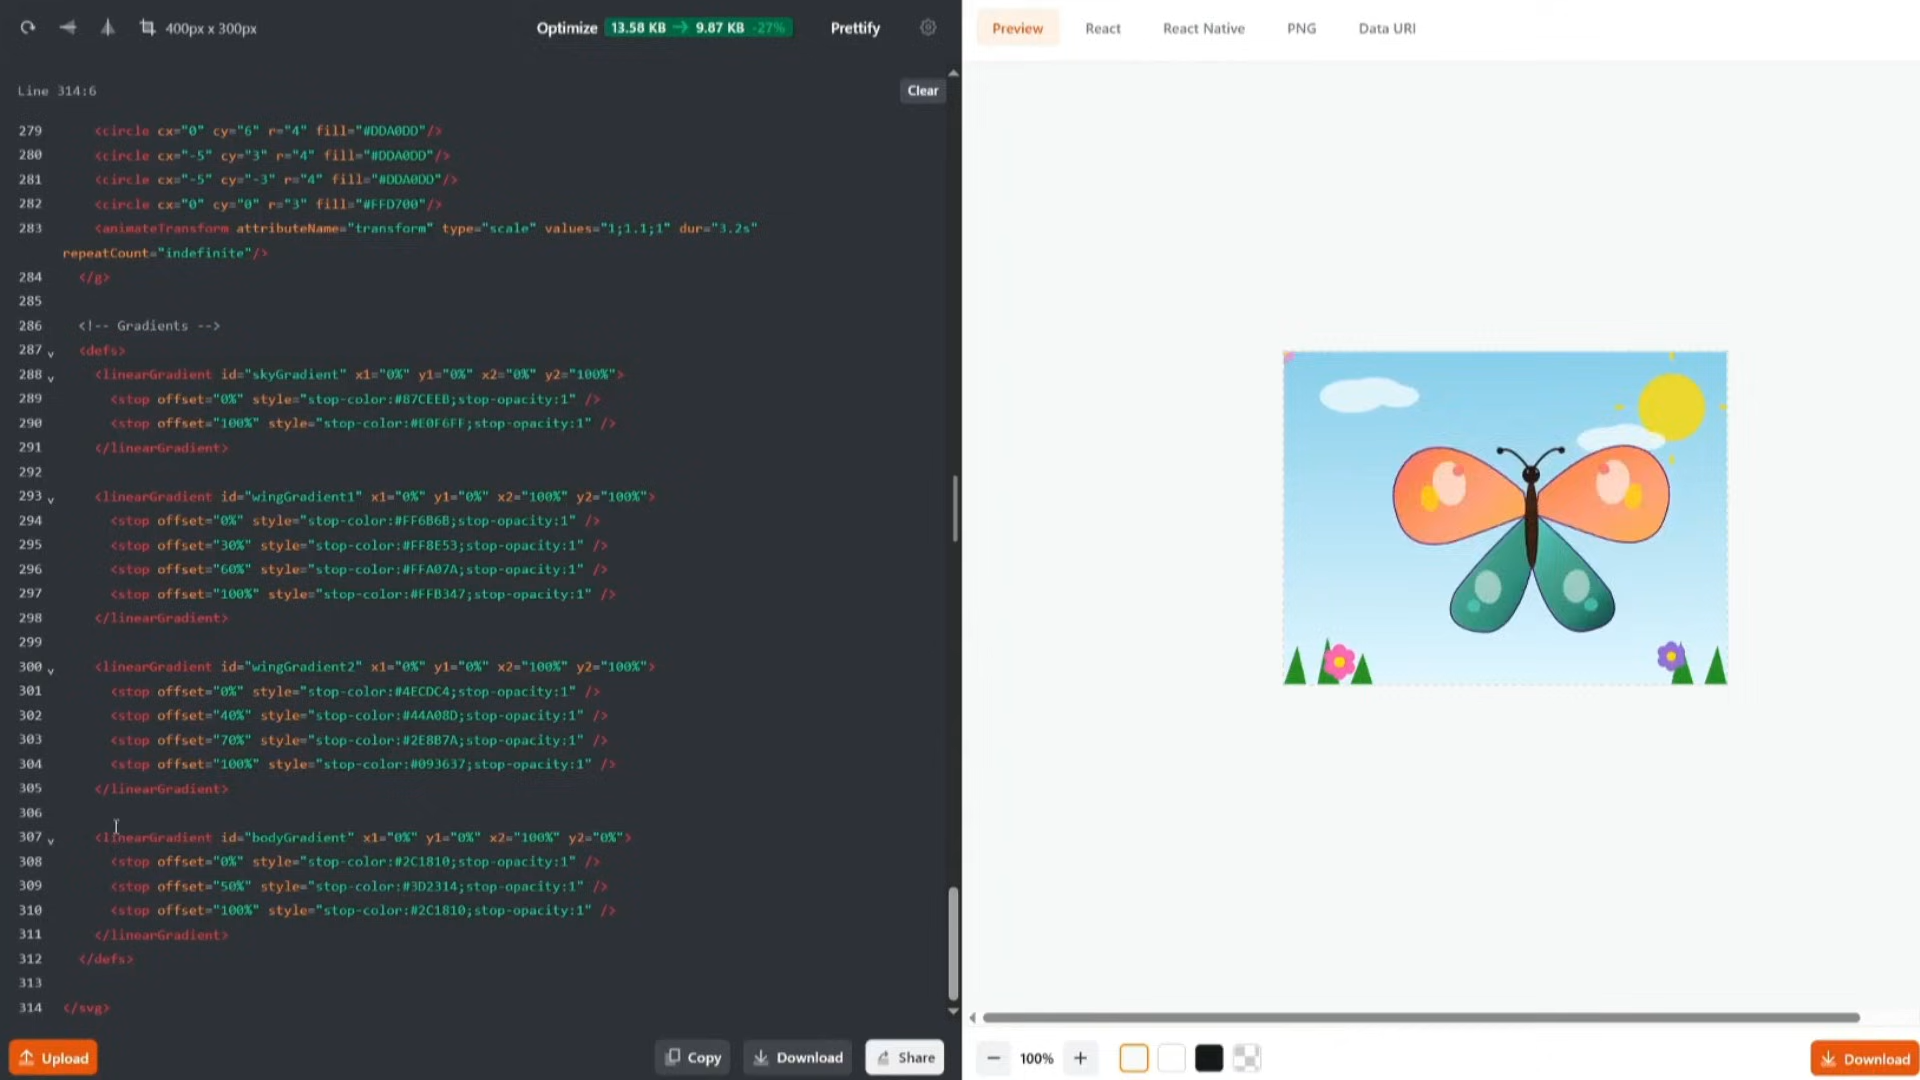 400px x 300px
Optimize 13.58 KB → 9.87 KB -27%
Prettify
Preview
React
React Native
PNG
Data URI
Line 314:6
Clear
279 <circle cx="0" cy="6" r="4" fill="#DDA0DD"/>
280 <circle cx="-5" cy="3" r="4" fill="#DDA0DD"/>
281 <circle cx="-5" cy="-3" r="4" fill="#DDA0DD"/>
282 <circle cx="0" cy="0" r="3" fill="#FFD700"/>
283 <animateTransform attributeName="transform" type="scale" values="1;1.1;1" dur="3.2s"
repeatCount="indefinite"/>
284 </g>
285
286 <!-- Gradients -->
287 <defs>
288 <linearGradient id="skyGradient" x1="0%" y1="0%" x2="0%" y2="100%">
289 <stop offset="0%" style="stop-color:#87CEEB;stop-opacity:1" />
290 <stop offset="100%" style="stop-color:#E0F6FF;stop-opacity:1" />
291 </linearGradient>
292
293 <linearGradient id="wingGradient1" x1="0%" y1="0%" x2="100%" y2="100%">
294 <stop offset="0%" style="stop-color:#FF6B6B;stop-opacity:1" />
295 <stop offset="30%" style="stop-color:#FF8E53;stop-opacity:1" />
296 <stop offset="60%" style="stop-color:#FFA07A;stop-opacity:1" />
297 <stop offset="100%" style="stop-color:#FFB347;stop-opacity:1" />
298 </linearGradient>
299
300 <linearGradient id="wingGradient2" x1="0%" y1="0%" x2="100%" y2="100%">
301 <stop offset="0%" style="stop-color:#4ECDC4;stop-opacity:1" />
302 <stop offset="40%" style="stop-color:#44A08D;stop-opacity:1" />
303 <stop offset="70%" style="stop-color:#2E8B7A;stop-opacity:1" />
304 <stop offset="100%" style="stop-color:#093637;stop-opacity:1" />
305 </linearGradient>
306
307 <linearGradient id="bodyGradient" x1="0%" y1="0%" x2="100%" y2="0%">
308 <stop offset="0%" style="stop-color:#2C1810;stop-opacity:1" />
309 <stop offset="50%" style="stop-color:#3D2314;stop-opacity:1" />
310 <stop offset="100%" style="stop-color:#2C1810;stop-opacity:1" />
311 </linearGradient>
312 </defs>
313
314 </svg>
Upload
Copy
Download
Share
100%
Download